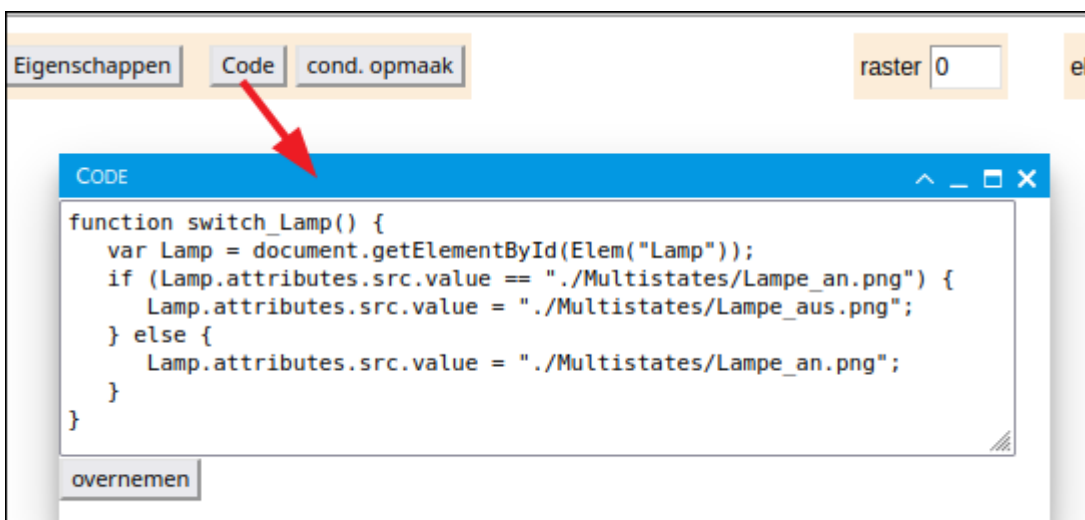 Eigenschappen Code cond. opmaak raster 0
CODE
function switch_Lamp() {
   var Lamp = document.getElementById(Elem("Lamp"));
   if (Lamp.attributes.src.value == "./Multistates/Lampe_an.png") {
      Lamp.attributes.src.value = "./Multistates/Lampe_aus.png";
   } else {
      Lamp.attributes.src.value = "./Multistates/Lampe_an.png";
   }
}
overnemen